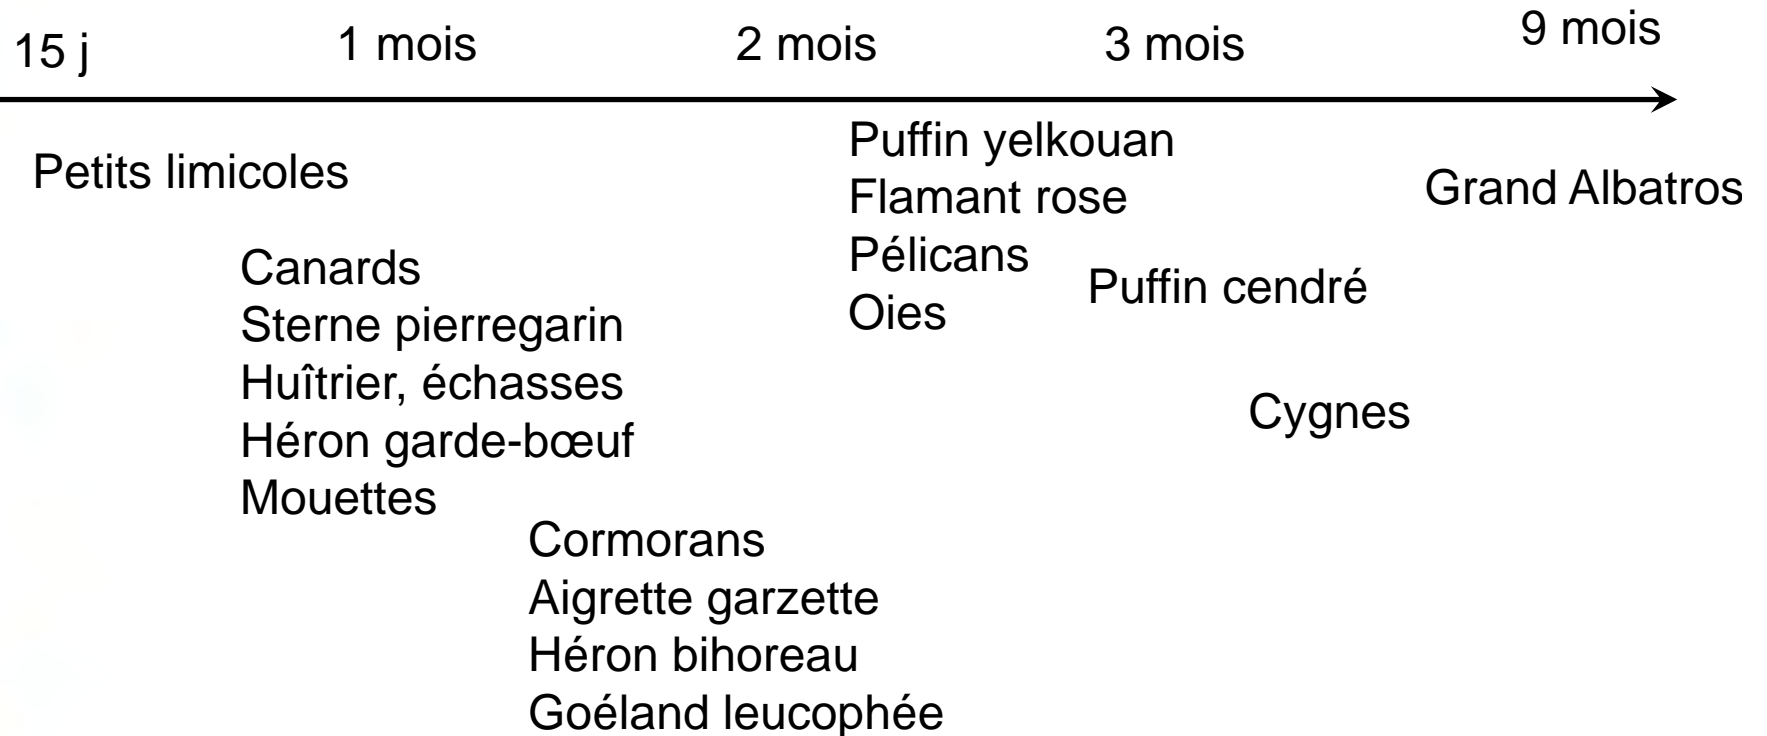 15 j
1 mois
2 mois
3 mois
9 mois
Petits limicoles
Canards
Sterne pierregarin
Huîtrier, échasses
Héron garde-bœuf
Mouettes
Cormorans
Aigrette garzette
Héron bihoreau
Goéland leucophée
Puffin yelkouan
Flamant rose
Pélicans
Oies
Puffin cendré
Cygnes
Grand Albatros